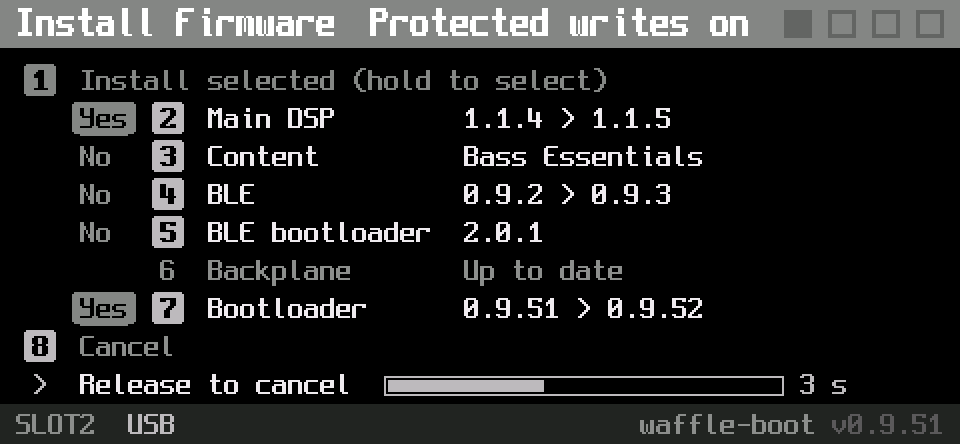 Install Firmware Protected writes on
1 Install selected (hold to select)
Yes 2 Main DSP 1.1.4 > 1.1.5
No 3 Content Bass Essentials
No 4 BLE 0.9.2 > 0.9.3
No 5 BLE bootloader 2.0.1
6 Backplane Up to date
Yes 7 Bootloader 0.9.51 > 0.9.52
8 Cancel
> Release to cancel 3 s
SLOT2 USB waffle-boot v0.9.51